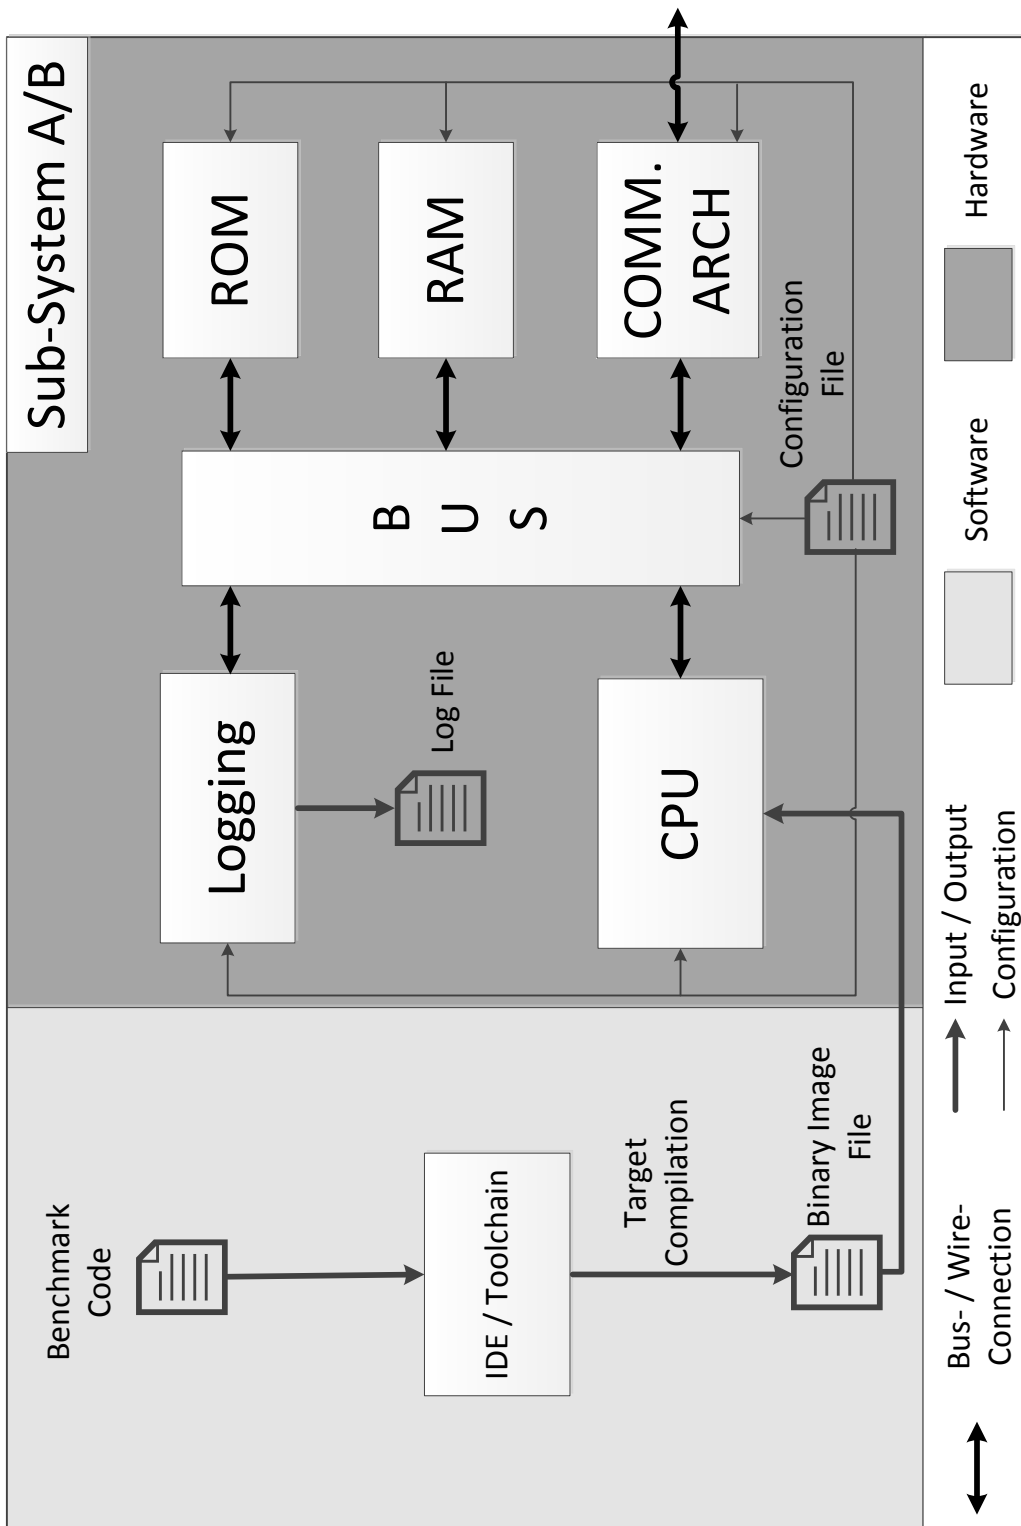 Sub-System A/B
Benchmark
Code
IDE / Toolchain
Target
Compilation
Binary Image
File
Logging
Log File
CPU
B
U
S
ROM
RAM
COMM.
ARCH
Configuration
File
Bus- / Wire-
Connection
Input / Output
Configuration
Software
Hardware